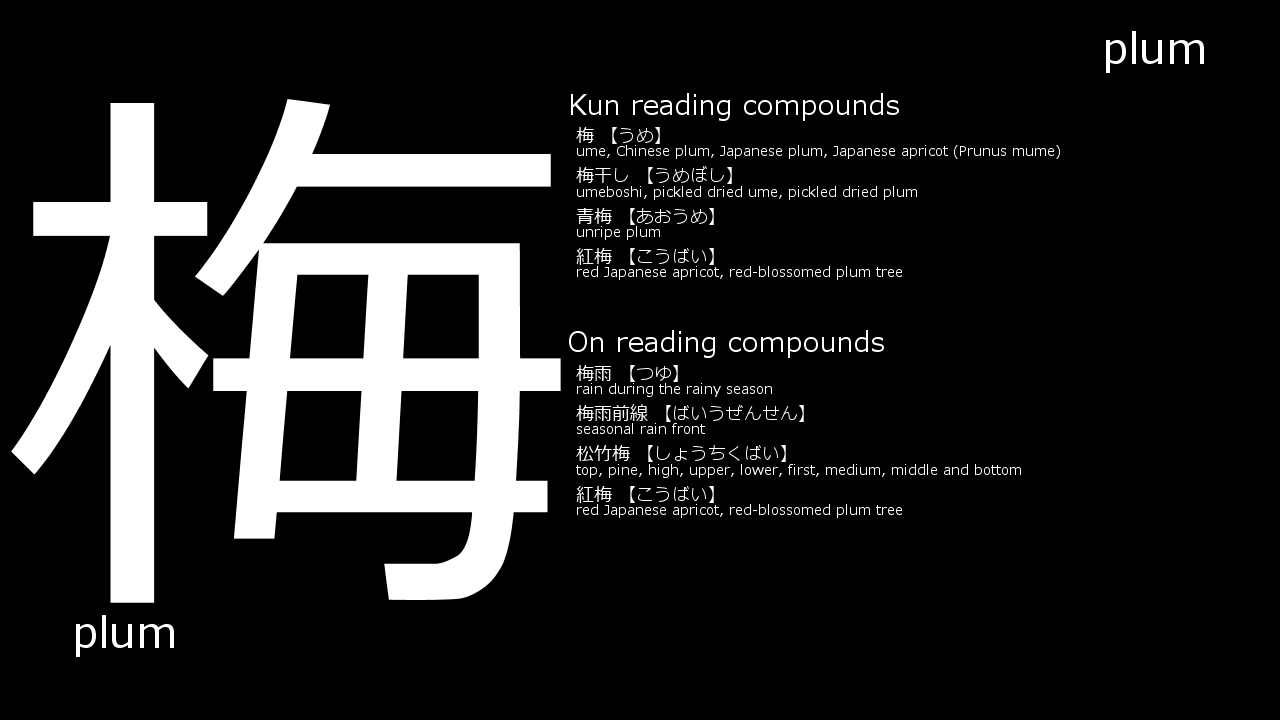 plum
梅
Kun reading compounds
梅 【うめ】
ume, Chinese plum, Japanese plum, Japanese apricot (Prunus mume)
梅干し 【うめぼし】
umeboshi, pickled dried ume, pickled dried plum
青梅 【あおうめ】
unripe plum
紅梅 【こうばい】
red Japanese apricot, red-blossomed plum tree
On reading compounds
梅雨 【つゆ】
rain during the rainy season
梅雨前線 【ばいうぜんせん】
seasonal rain front
松竹梅 【しょうちくばい】
top, pine, high, upper, lower, first, medium, middle and bottom
紅梅 【こうばい】
red Japanese apricot, red-blossomed plum tree
plum